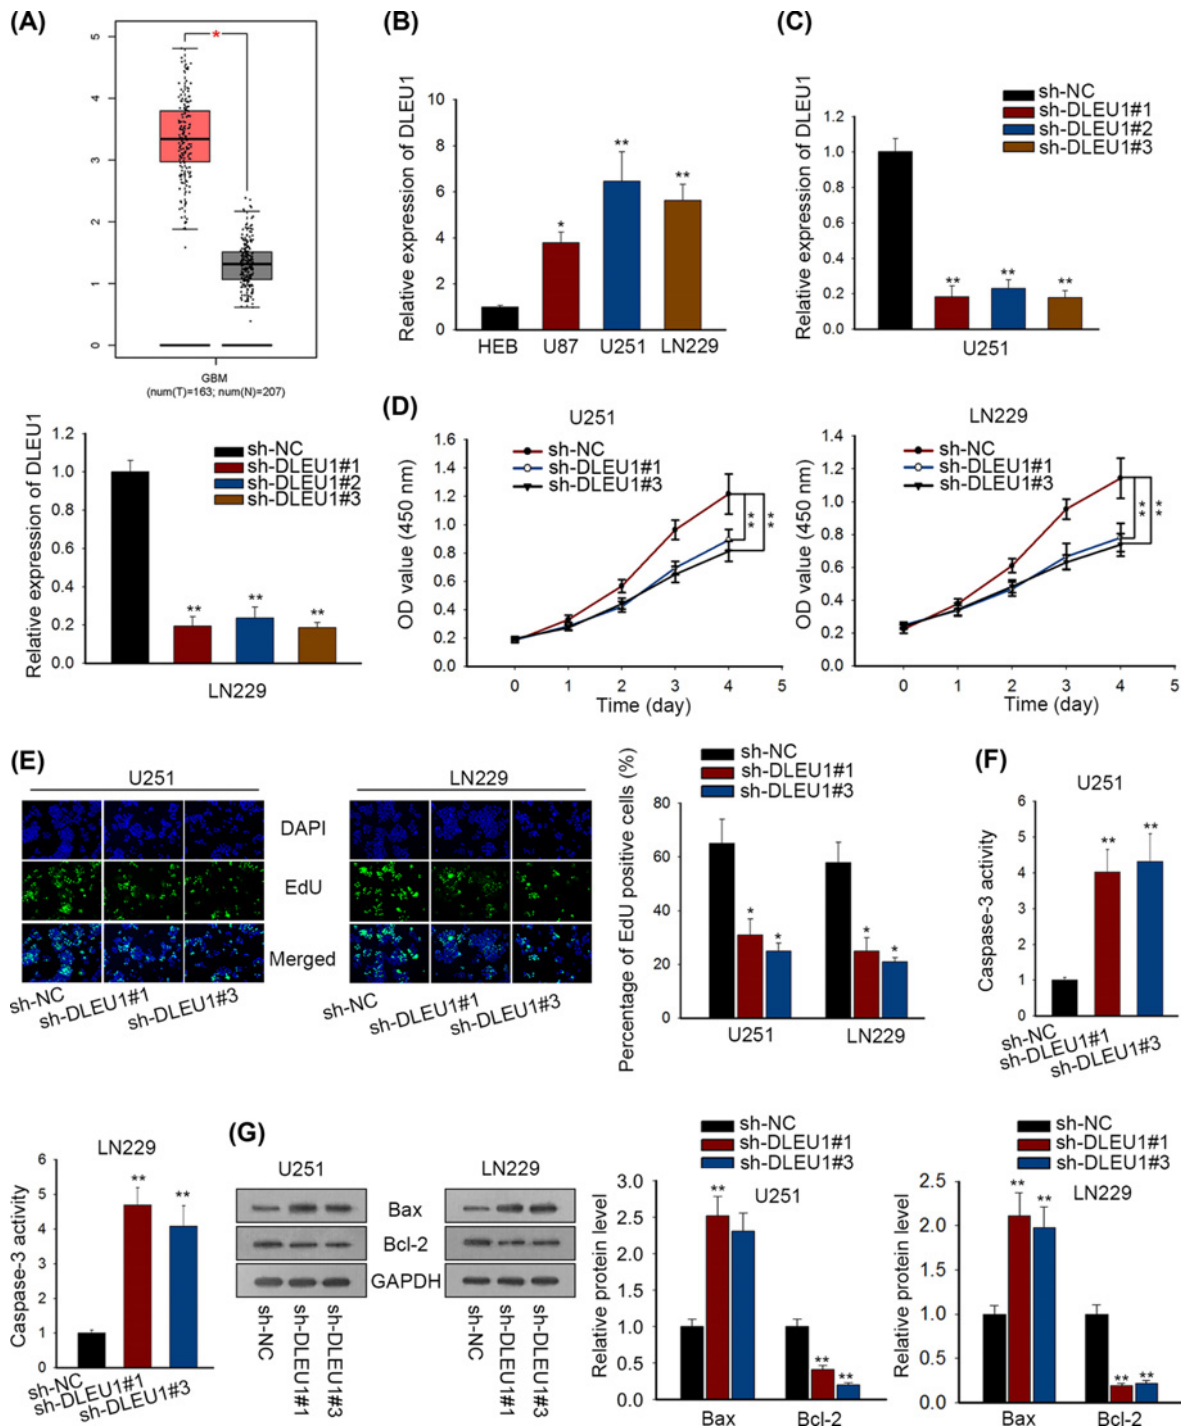 (A)
*
5
4
3
2
1
0
GBM
(num(T)=163; num(N)=207)
(B)
Relative expression of DLEU1
10
8
6
4
2
0
*
**
**
HEB U87 U251 LN229
(C)
sh-NC
sh-DLEU1#1
sh-DLEU1#2
sh-DLEU1#3
Relative expression of DLEU1
1.2
1.0
0.8
0.6
0.4
0.2
0.0
** ** **
U251
Relative expression of DLEU1
1.2
1.0
0.8
0.6
0.4
0.2
0.0
sh-NC
sh-DLEU1#1
sh-DLEU1#2
sh-DLEU1#3
** ** **
LN229
(D)
U251
OD value (450 nm)
1.6
1.4
1.2
1.0
0.8
0.6
0.4
0.2
0.0
sh-NC
sh-DLEU1#1
sh-DLEU1#3
** **
0 1 2 3 4 5
Time (day)
LN229
OD value (450 nm)
1.4
1.2
1.0
0.8
0.6
0.4
0.2
0.0
sh-NC
sh-DLEU1#1
sh-DLEU1#3
** **
0 1 2 3 4 5
Time (day)
(E)
U251
LN229
DAPI
EdU
Merged
sh-NC
sh-DLEU1#1
sh-DLEU1#3
sh-NC
sh-DLEU1#1
sh-DLEU1#3
sh-NC
sh-DLEU1#1
sh-DLEU1#3
Percentage of EdU positive cells (%)
80
60
40
20
0
* *
* *
U251 LN229
(F)
U251
Caspase-3 activity
6
5
4
3
2
1
0
** **
sh-NC
sh-DLEU1#1
sh-DLEU1#3
LN229
Caspase-3 activity
6
5
4
3
2
1
0
** **
sh-NC
sh-DLEU1#1
sh-DLEU1#3
(G)
U251
LN229
Bax
Bcl-2
GAPDH
sh-NC
sh-DLEU1#1
sh-DLEU1#3
sh-NC
sh-DLEU1#1
sh-DLEU1#3
sh-NC
sh-DLEU1#1
sh-DLEU1#3
U251
Relative protein level
3.0
2.5
2.0
1.5
1.0
0.5
0.0
**
** **
Bax Bcl-2
sh-NC
sh-DLEU1#1
sh-DLEU1#3
LN229
Relative protein level
2.5
2.0
1.5
1.0
0.5
0.0
** **
** **
Bax Bcl-2